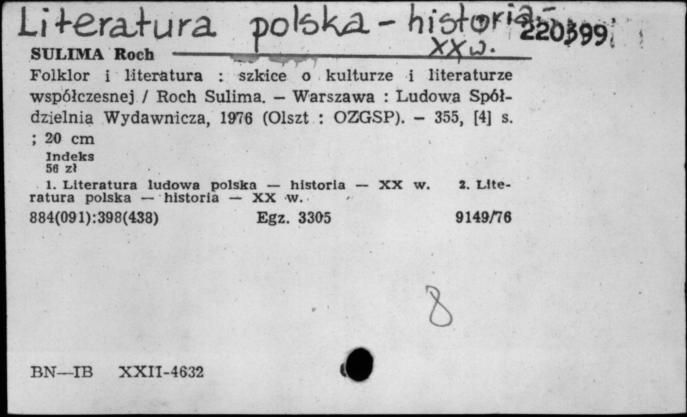 Literatura polska - historia -
XX w.
220399
SULIMA Roch
Folklor i literatura : szkice o kulturze i literaturze
współczesnej / Roch Sulima. — Warszawa : Ludowa Spół-
dzielnia Wydawnicza, 1976 (Olszt : OZGSP). — 355, [4] s.
; 20 cm
Indeks
56 zł
1. Literatura ludowa polska — historia — XX w. 2. Lite-
ratura polska — historia — XX w.
884(091):398(438) Egz. 3305 9149/76
8
BN—IB XXII-4632